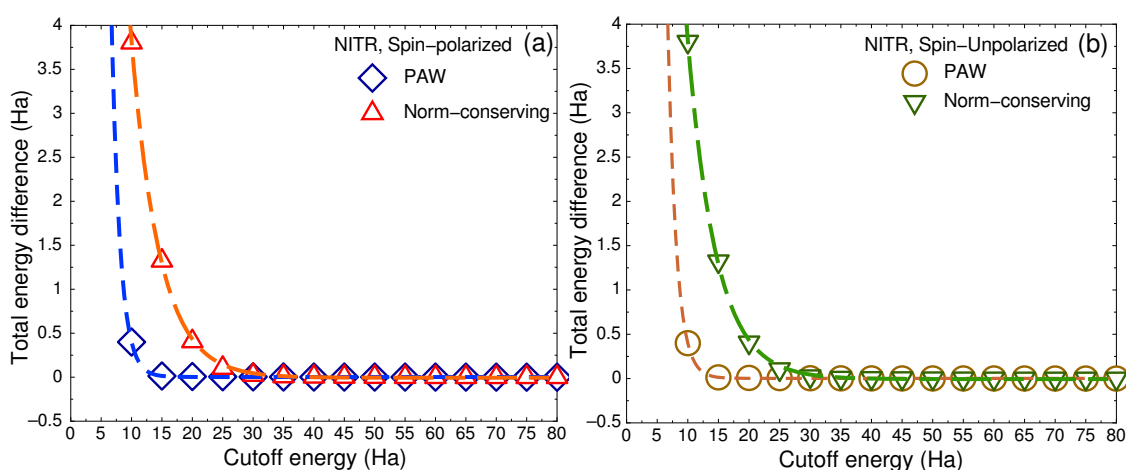 NITR, Spin-polarized (a)
PAW
Norm-conserving
Total energy difference (Ha)
4
3.5
3
2.5
2
1.5
1
0.5
0
−0.5
0 5 10 15 20 25 30 35 40 45 50 55 60 65 70 75 80
Cutoff energy (Ha)
NITR, Spin-Unpolarized (b)
PAW
Norm-conserving
Total energy difference (Ha)
4
3.5
3
2.5
2
1.5
1
0.5
0
−0.5
0 5 10 15 20 25 30 35 40 45 50 55 60 65 70 75 80
Cutoff energy (Ha)